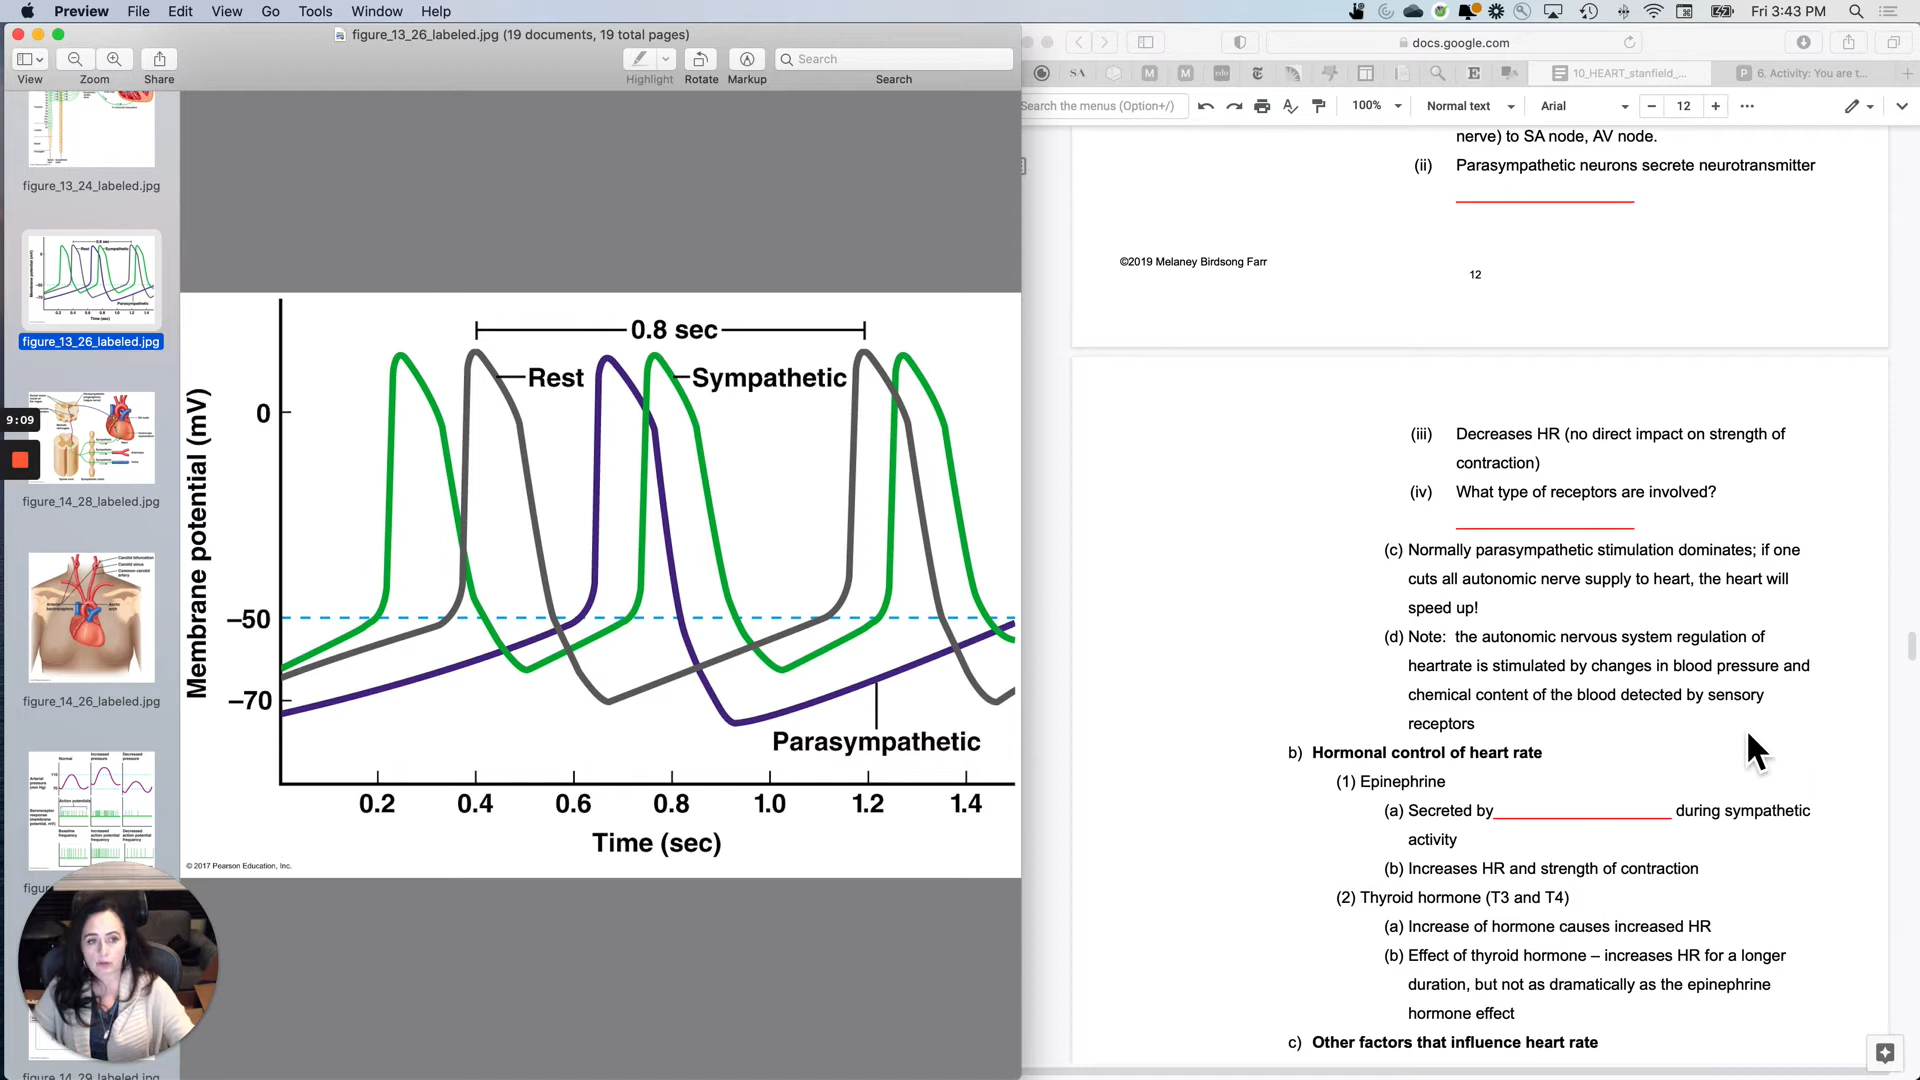 Preview File Edit View Go Tools Window Help
Fri 3:43 PM
figure_13_26_labeled.jpg (19 documents, 19 total pages)
View Zoom Share Highlight Rotate Markup Search
Search
figure_13_24_labeled.jpg
figure_13_26_labeled.jpg
9:09
figure_14_28_labeled.jpg
figure_14_26_labeled.jpg
0.8 sec
Rest
Sympathetic
Parasympathetic
Membrane potential (mV)
0
–50
–70
0.2 0.4 0.6 0.8 1.0 1.2 1.4
Time (sec)
© 2017 Pearson Education, Inc.
docs.google.com
10_HEART_stanfield_...
6. Activity: You are t...
Search the menus (Option+/)
100% Normal text Arial 12
nerve) to SA node, AV node.
(ii) Parasympathetic neurons secrete neurotransmitter
©2019 Melaney Birdsong Farr
12
(iii) Decreases HR (no direct impact on strength of
contraction)
(iv) What type of receptors are involved?
(c) Normally parasympathetic stimulation dominates; if one
cuts all autonomic nerve supply to heart, the heart will
speed up!
(d) Note: the autonomic nervous system regulation of
heartrate is stimulated by changes in blood pressure and
chemical content of the blood detected by sensory
receptors
b) Hormonal control of heart rate
(1) Epinephrine
(a) Secreted by during sympathetic
activity
(b) Increases HR and strength of contraction
(2) Thyroid hormone (T3 and T4)
(a) Increase of hormone causes increased HR
(b) Effect of thyroid hormone – increases HR for a longer
duration, but not as dramatically as the epinephrine
hormone effect
c) Other factors that influence heart rate